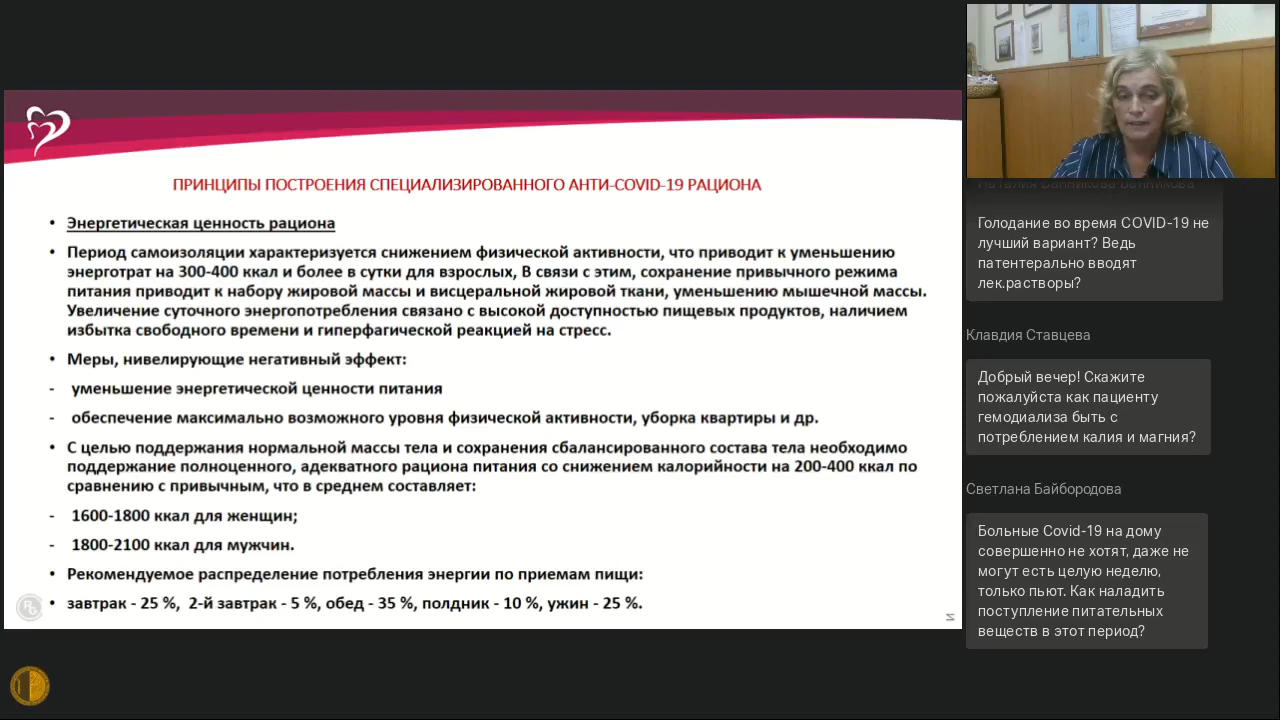 ПРИНЦИПЫ ПОСТРОЕНИЯ СПЕЦИАЛИЗИРОВАННОГО АНТИ-COVID-19 РАЦИОНА
• Энергетическая ценность рациона
• Период самоизоляции характеризуется снижением физической активности, что приводит к уменьшению
энерготрат на 300-400 ккал и более в сутки для взрослых, В связи с этим, сохранение привычного режима
питания приводит к набору жировой массы и висцеральной жировой ткани, уменьшению мышечной массы.
Увеличение суточного энергопотребления связано с высокой доступностью пищевых продуктов, наличием
избытка свободного времени и гиперфагической реакцией на стресс.
• Меры, нивелирующие негативный эффект:
- уменьшение энергетической ценности питания
- обеспечение максимально возможного уровня физической активности, уборка квартиры и др.
• С целью поддержания нормальной массы тела и сохранения сбалансированного состава тела необходимо
поддержание полноценного, адекватного рациона питания со снижением калорийности на 200-400 ккал по
сравнению с привычным, что в среднем составляет:
- 1600-1800 ккал для женщин;
- 1800-2100 ккал для мужчин.
• Рекомендуемое распределение потребления энергии по приемам пищи:
• завтрак - 25 %, 2-й завтрак - 5 %, обед - 35 %, полдник - 10 %, ужин - 25 %.
Наталия Банникова Банникова
Голодание во время COVID-19 не
лучший вариант? Ведь
патентерально вводят
лек.растворы?
Клавдия Ставцева
Добрый вечер! Скажите
пожалуйста как пациенту
гемодиализа быть с
потреблением калия и магния?
Светлана Байбородова
Больные Covid-19 на дому
совершенно не хотят, даже не
могут есть целую неделю,
только пьют. Как наладить
поступление питательных
веществ в этот период?